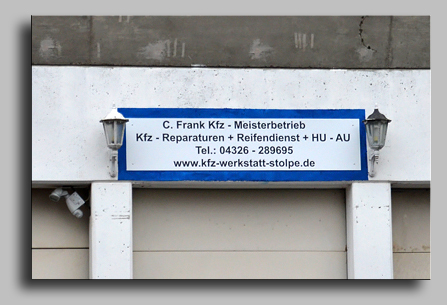 C. Frank Kfz - Meisterbetrieb
Kfz - Reparaturen + Reifendienst + HU - AU
Tel.: 04326 - 289695
www.kfz-werkstatt-stolpe.de